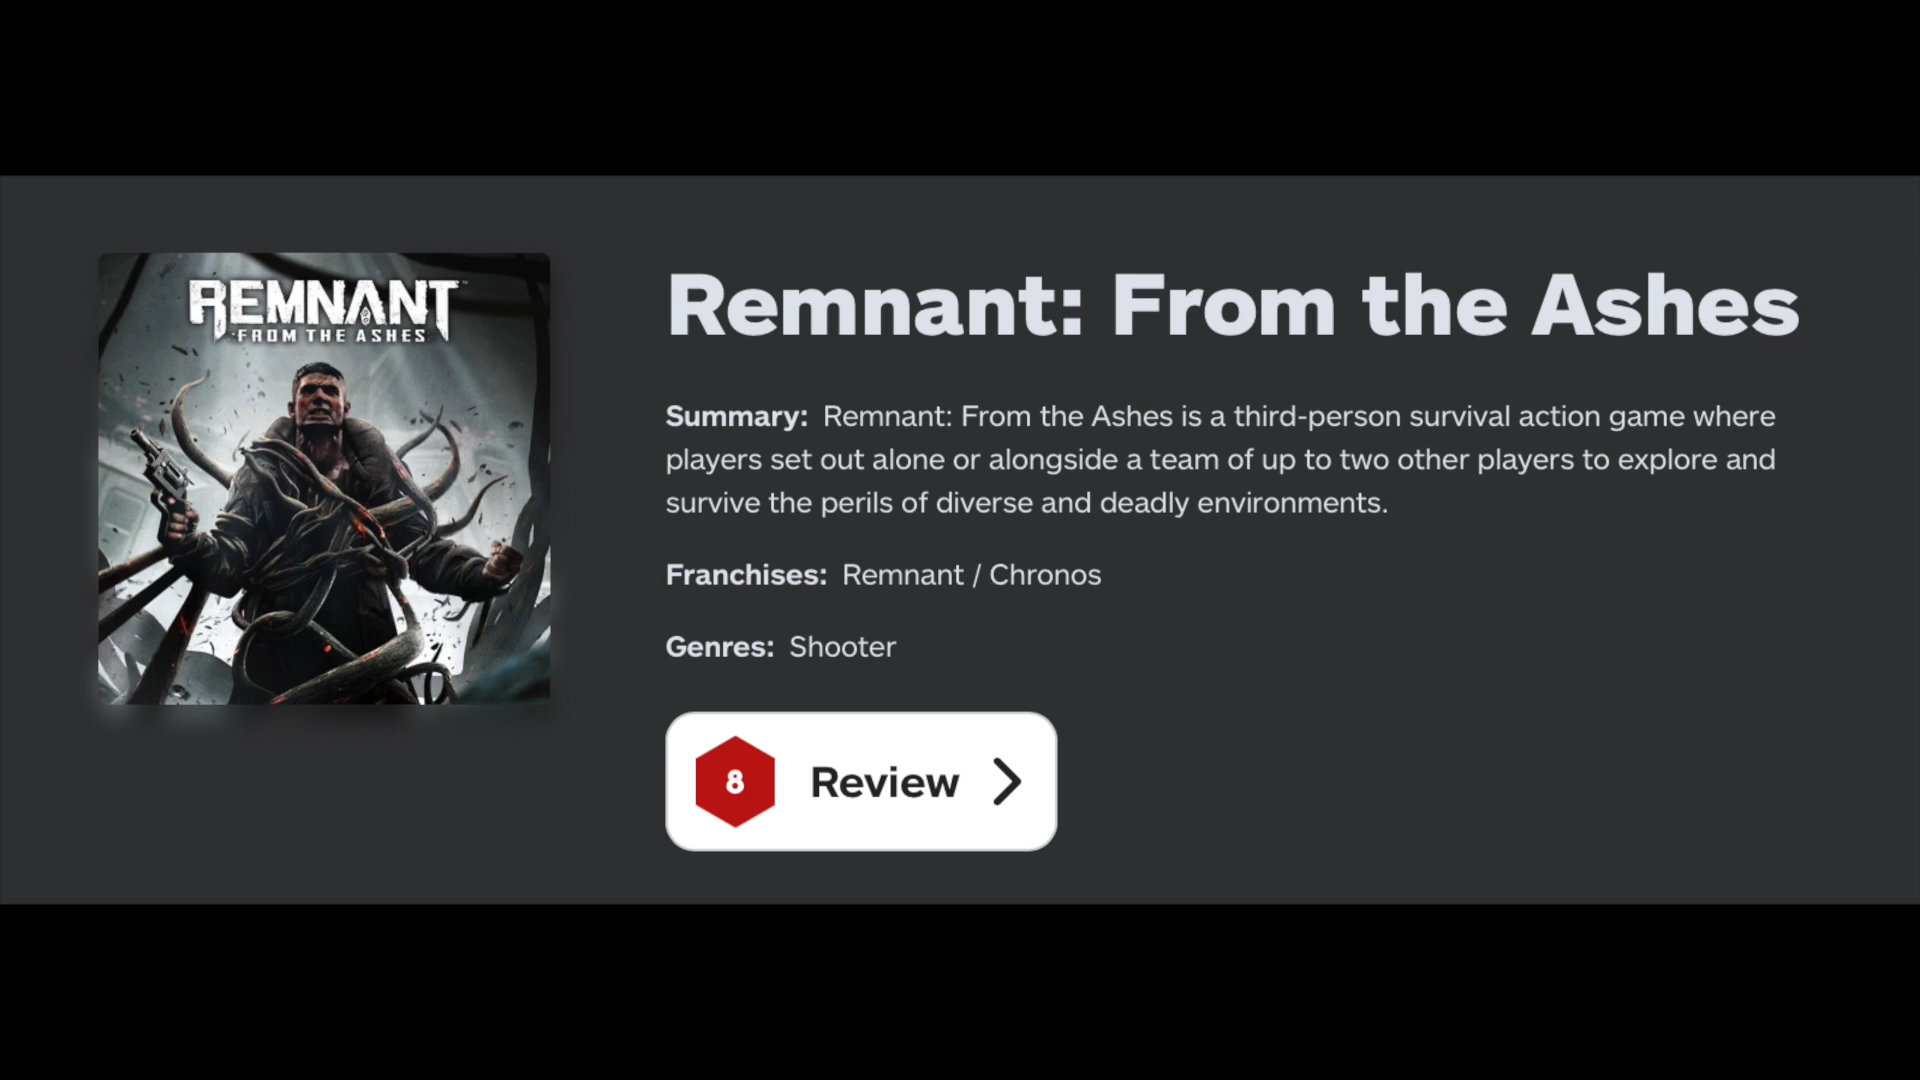 REMNANT™
FROM THE ASHES
Remnant: From the Ashes
Summary: Remnant: From the Ashes is a third-person survival action game where
players set out alone or alongside a team of up to two other players to explore and
survive the perils of diverse and deadly environments.
Franchises: Remnant / Chronos
Genres: Shooter
8 Review